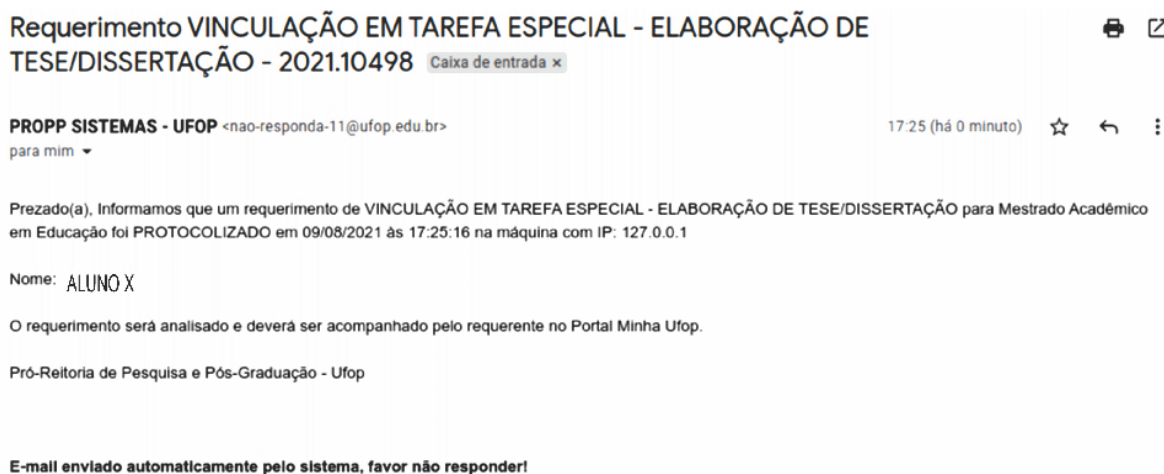 Requerimento VINCULAÇÃO EM TAREFA ESPECIAL - ELABORAÇÃO DE
TESE/DISSERTAÇÃO - 2021.10498 Caixa de entrada ×
PROPP SISTEMAS - UFOP <nao-responda-11@ufop.edu.br> 17:25 (há 0 minuto)
para mim
Prezado(a), Informamos que um requerimento de VINCULAÇÃO EM TAREFA ESPECIAL - ELABORAÇÃO DE TESE/DISSERTAÇÃO para Mestrado Acadêmico
em Educação foi PROTOCOLIZADO em 09/08/2021 às 17:25:16 na máquina com IP: 127.0.0.1
Nome: ALUNO X
O requerimento será analisado e deverá ser acompanhado pelo requerente no Portal Minha Ufop.
Pró-Reitoria de Pesquisa e Pós-Graduação - Ufop
E-mail enviado automaticamente pelo sistema, favor não responder!